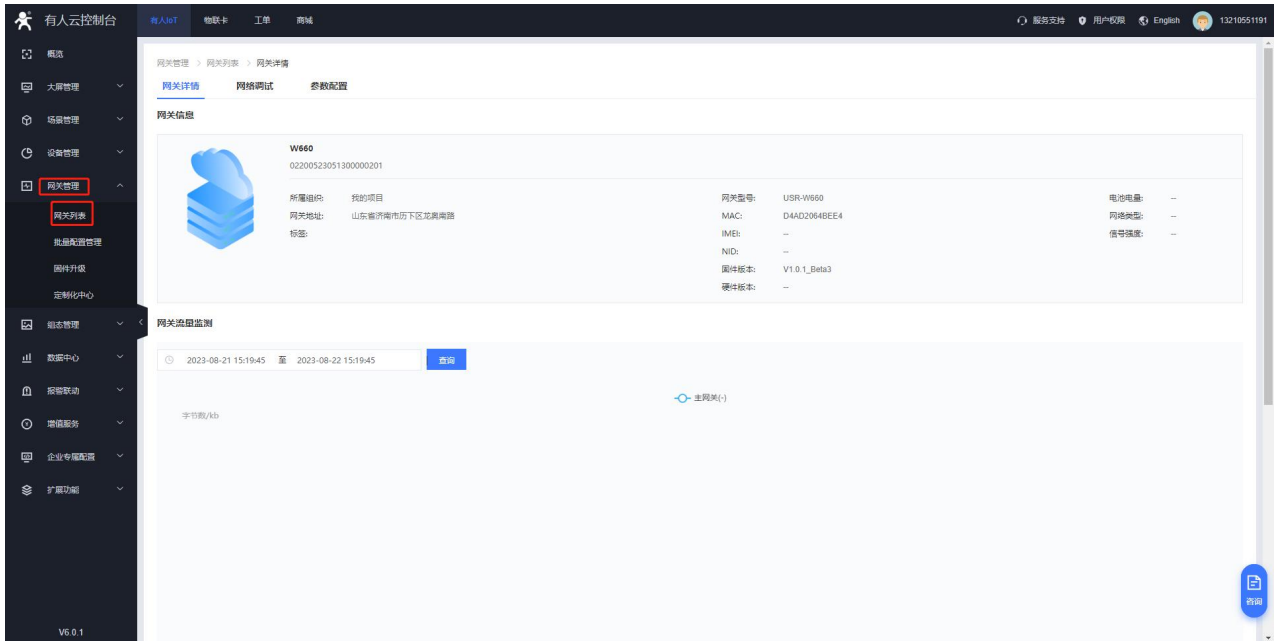 有人云控制台
有人IoT 物联卡 工单 商城
服务支持 用户权限 English 13210551191
概览
大屏管理
场景管理
设备管理
网关管理
网关列表
批量配置管理
固件升级
定制化中心
组态管理
数据中心
报警联动
增值服务
企业专属配置
扩展功能
V6.0.1
网关管理 > 网关列表 > 网关详情
网关详情 网络调试 参数配置
网关信息
W660
02200523051300000201
所属组织: 我的项目
网关地址: 山东省济南市历下区龙奥南路
标签:
网关型号: USR-W660
MAC: D4AD2064BEE4
IMEI: --
NID: --
固件版本: V1.0.1_Beta3
硬件版本: --
电池电量: --
网络类型: --
信号强度: --
网关流量监测
2023-08-21 15:19:45 至 2023-08-22 15:19:45 查询
主网关(-)
字节数/kb
咨询